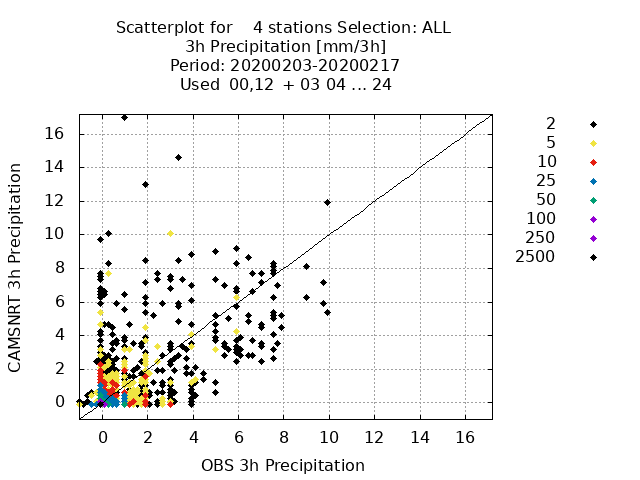 Scatterplot for    4 stations Selection: ALL
3h Precipitation [mm/3h]
Period: 20200203-20200217
Used  00,12  + 03 04 ... 24
CAMSNRT 3h Precipitation
16
14
12
10
8
6
4
2
0
0 2 4 6 8 10 12 14 16
OBS 3h Precipitation
2
5
10
25
50
100
250
2500